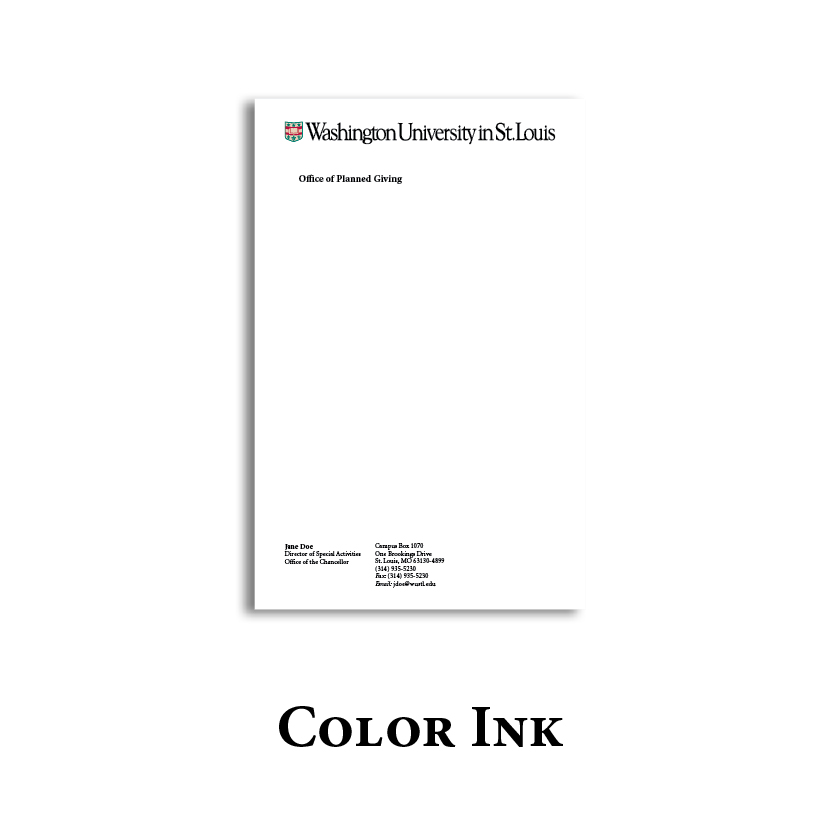 Washington University in St. Louis
Office of Planned Giving
Jane Doe
Director of Special Activities
Office of the Chancellor
Campus Box 1070
One Brookings Drive
St. Louis, MO 63130-4899
(314) 935-5230
Fax: (314) 935-5230
Email: jdoe@wustl.edu
Color Ink